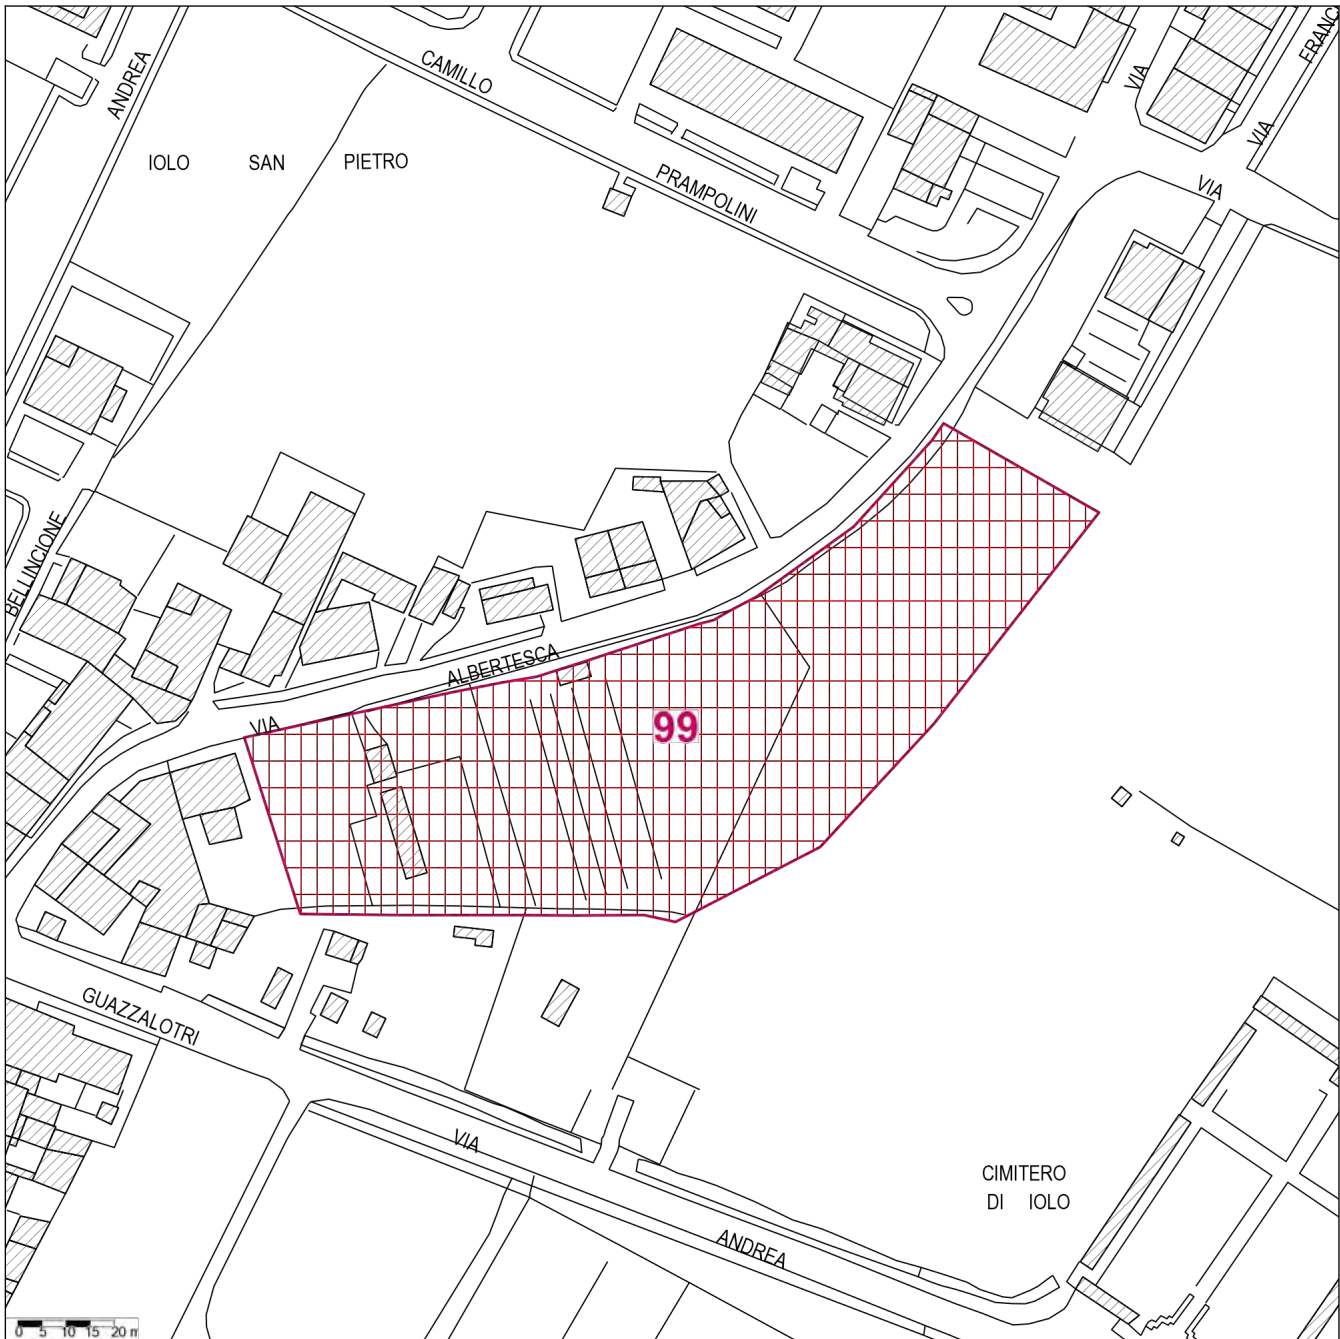 ANDREA
CAMILLO
VIA
FRANC
VIA
IOLO SAN PIETRO
PRAMPOLINI
VIA
BELLINCIONE
ALBERTESCA
VIA
99
GUAZZALOTRI
VIA
CIMITERO
DI IOLO
ANDREA
0 5 10 15 20 m